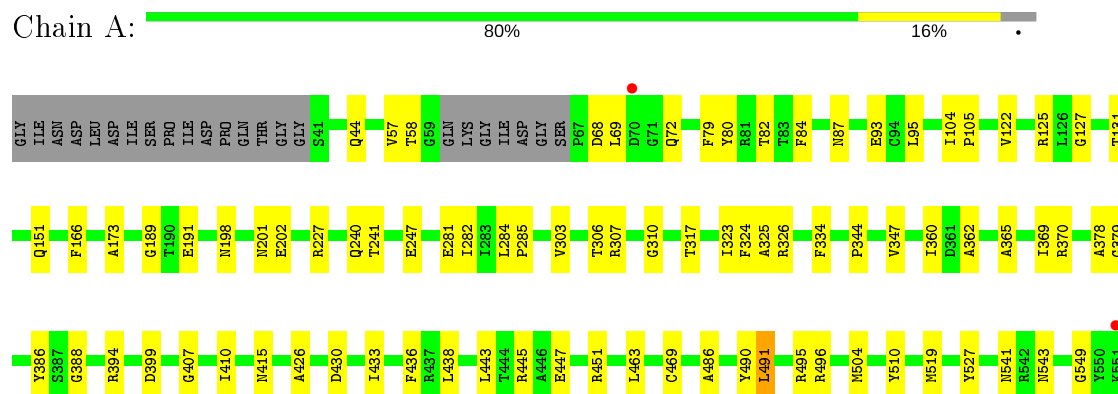 Chain A:
80% 16% •
GLY ILE ASN ASP LEU ASP ILE SER PRO ILE ASP PRO GLN THR GLY GLY S41 Q44 V57 T58 G59 GLN LYS GLY ILE ASP GLY SER P67 D68 L69 D70 G71 Q72 F79 Y80 R81 T82 T83 F84 N87 E93 C94 L95 I104 P105 V122 R125 L126 G127 T131
Q151 F166 A173 G189 T190 E191 N198 N201 E202 R227 Q240 T241 E247 E281 I282 I283 L284 P285 V303 T306 R307 G310 T317 I323 F324 A325 R326 F334 P344 V347 I360 D361 A362 A365 I369 R370 A378
Y386 S387 G388 R394 D399 G407 I410 N415 A426 D430 I433 F436 R437 L438 L443 T444 R445 A446 E447 R451 L463 C469 A486 Y490 L491 R495 R496 M504 Y510 M519 Y527 N541 R542 N543 G549 Y550 K551